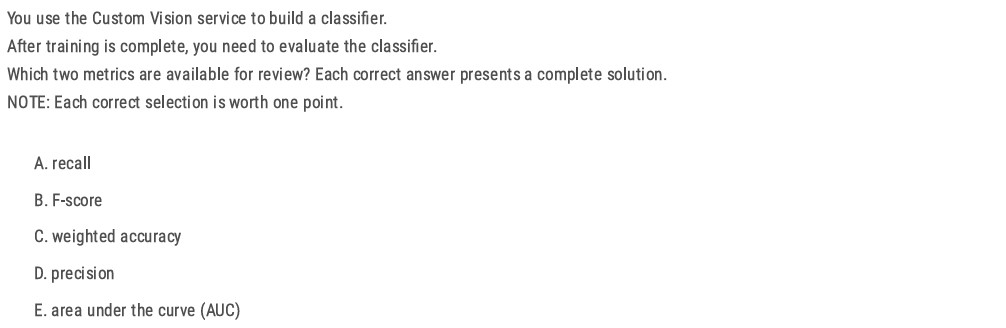 You use the Custom Vision service to build a classifier.
After training is complete, you need to evaluate the classifier.
Which two metrics are available for review? Each correct answer presents a complete solution.
NOTE: Each correct selection is worth one point.
A. recall
B. F-score
C. weighted accuracy
D. precision
E. area under the curve (AUC)